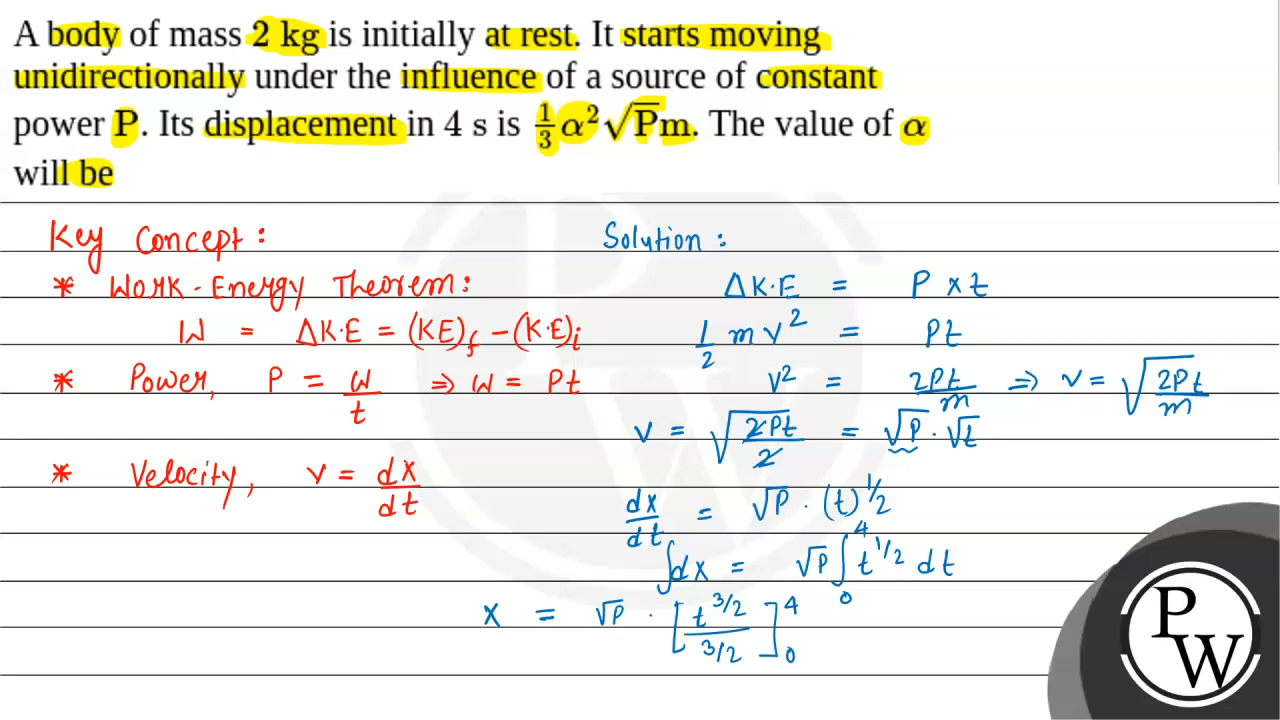 A body of mass 2 kg is initially at rest. It starts moving
unidirectionally under the influence of a source of constant
power P. Its displacement in 4 s is 1/3 α² √P m. The value of α
will be
Key Concept:
* Work-Energy Theorem:
W = ΔK·E = (KE)f − (K·E)i
* Power, P = W/t ⇒ W = Pt
* Velocity, v = dx/dt
Solution:
ΔK·E = P × t
1/2 m v² = Pt
v² = 2Pt/m ⇒ v = √(2Pt/m)
v = √(2Pt/2) = √P · √t
dx/dt = √P · (t)^1/2
∫dx = √P ∫₀⁴ t^1/2 dt
x = √P · [t^3/2 / 3/2]₀⁴
P
W